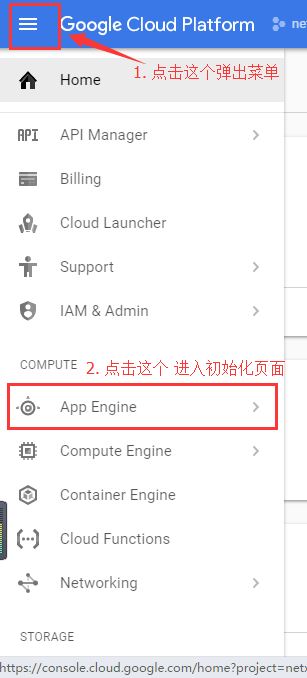 Google Cloud Platform
net
1. 点击这个弹出菜单
Home
API
API Manager
Billing
Cloud Launcher
Support
IAM & Admin
COMPUTE
2. 点击这个 进入初始化页面
App Engine
Compute Engine
Container Engine
Cloud Functions
Networking
STORAGE
https://console.cloud.google.com/home?project=netx